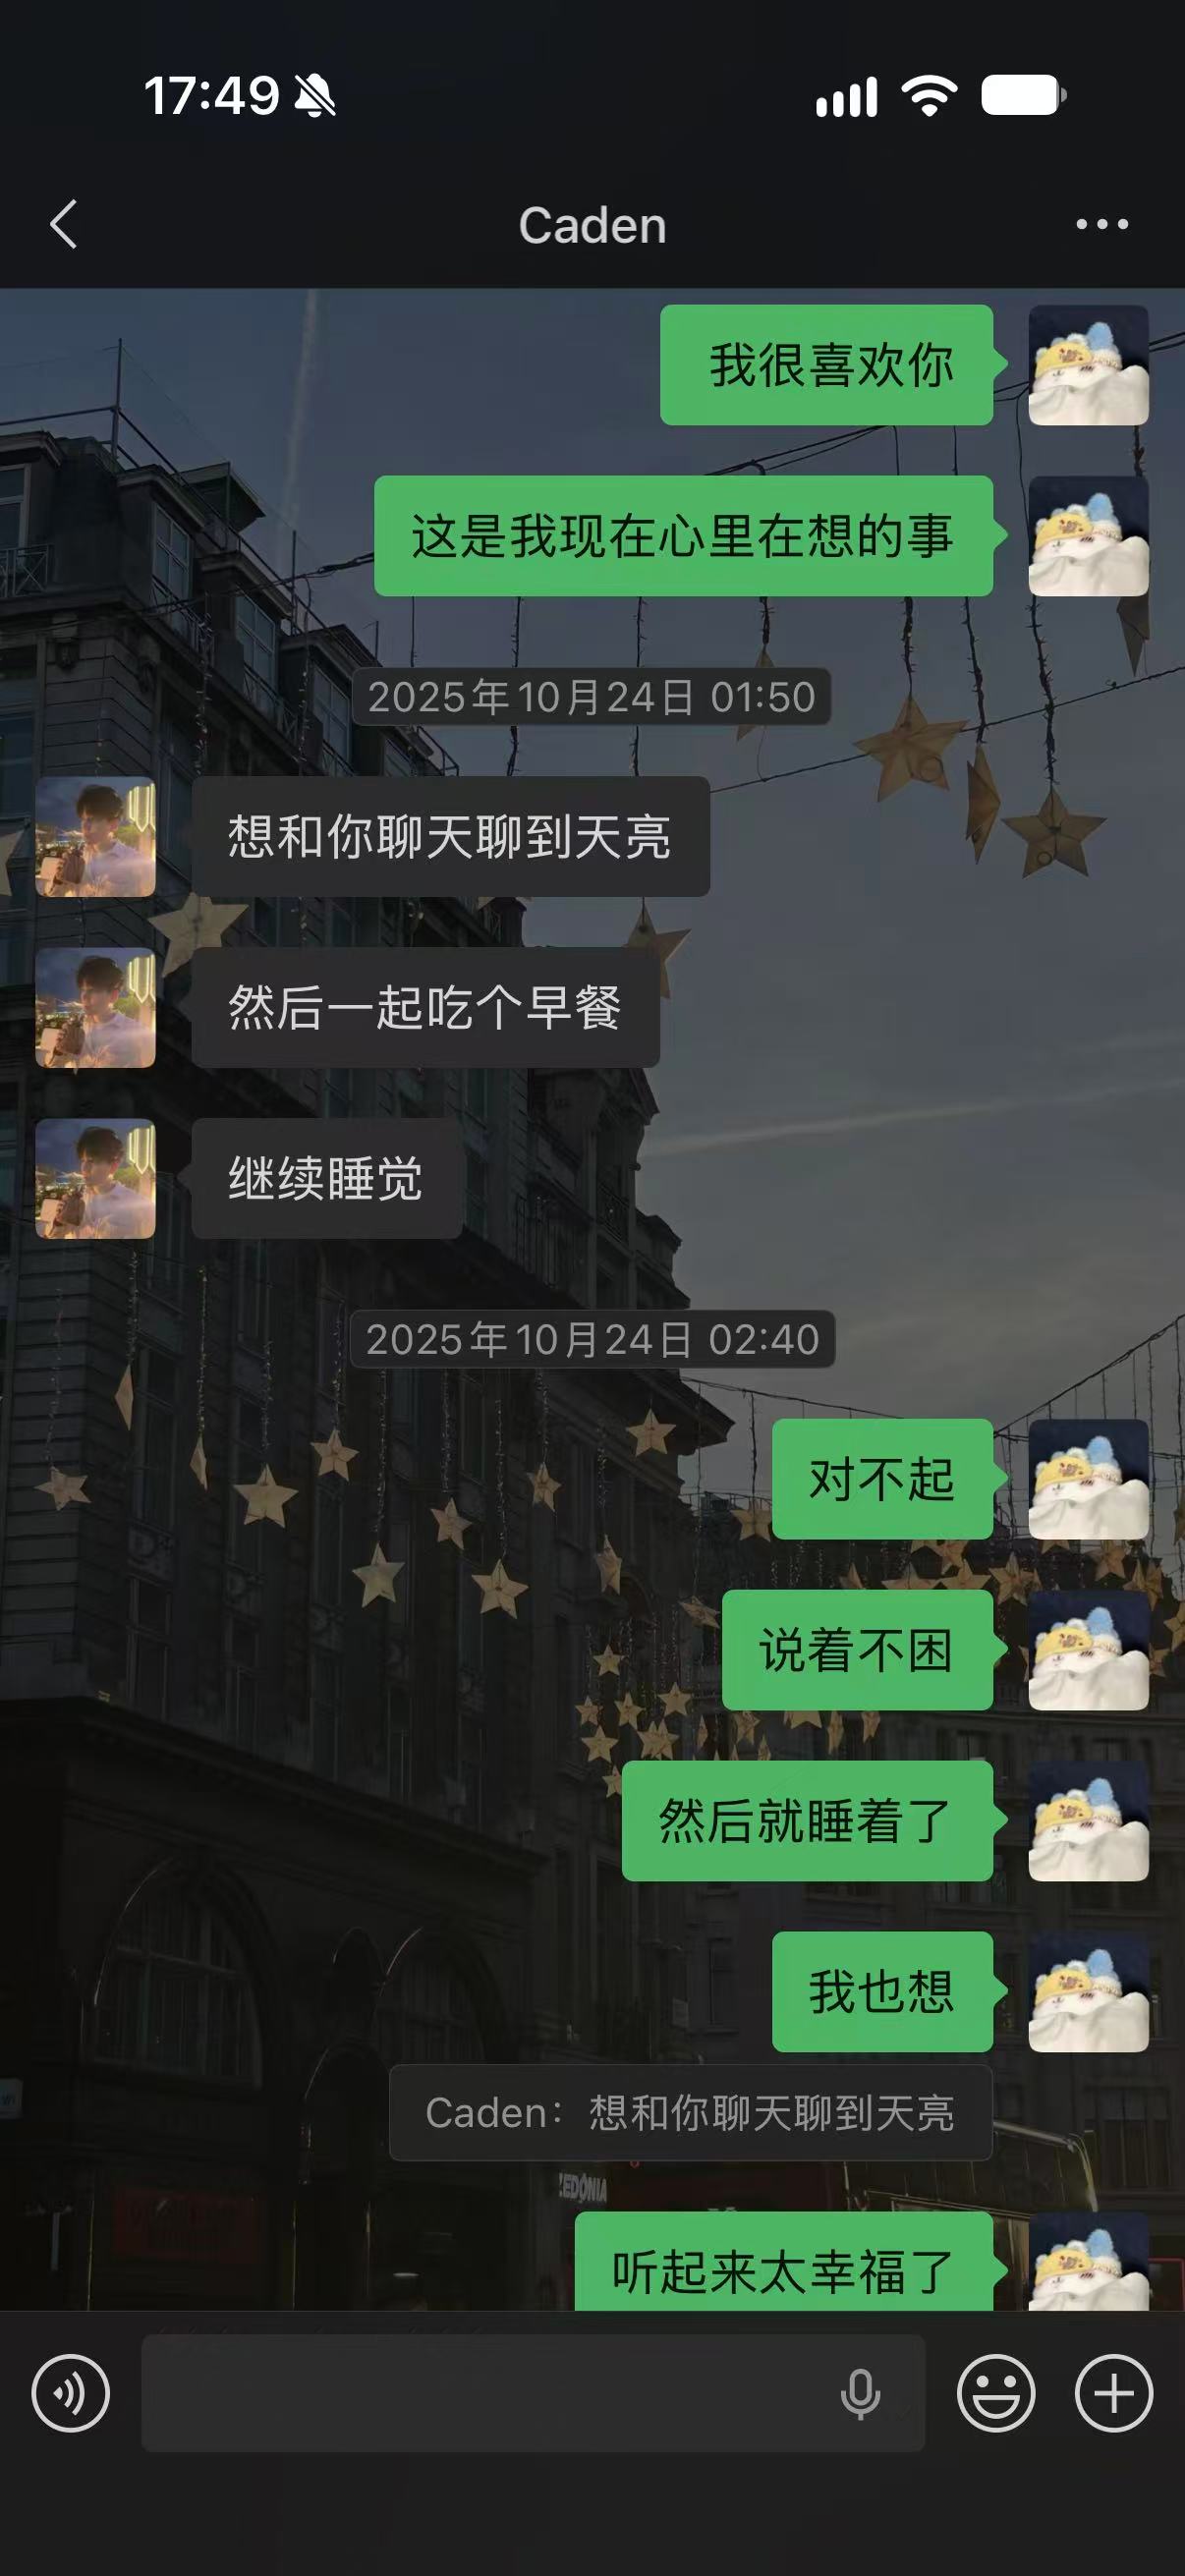 17:49
Caden
我很喜欢你
这是我现在心里在想的事
2025年10月24日 01:50
想和你聊天聊到天亮
然后一起吃个早餐
继续睡觉
2025年10月24日 02:40
对不起
说着不困
然后就睡着了
我也想
Caden：想和你聊天聊到天亮
听起来太幸福了